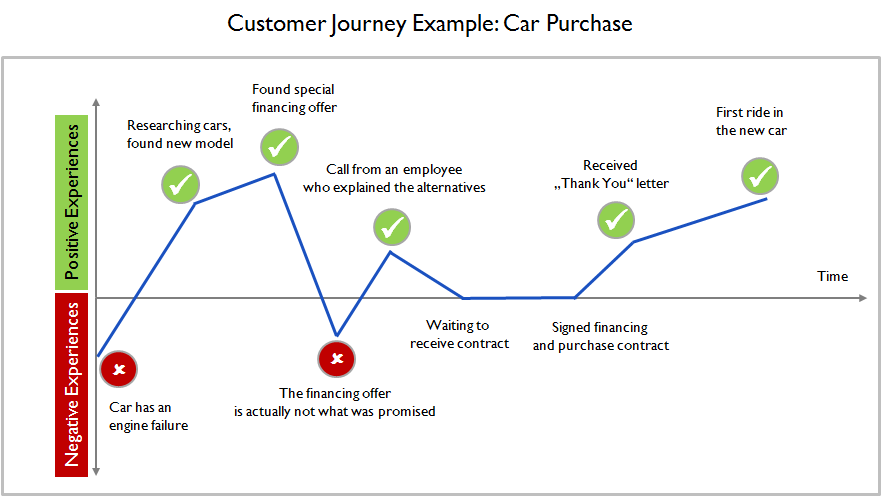 Customer Journey Example: Car Purchase
Positive Experiences
Negative Experiences
Car has an
engine failure
Researching cars,
found new model
Found special
financing offer
The financing offer
is actually not what was promised
Call from an employee
who explained the alternatives
Waiting to
receive contract
Signed financing
and purchase contract
Received
„Thank You“ letter
First ride in
the new car
Time